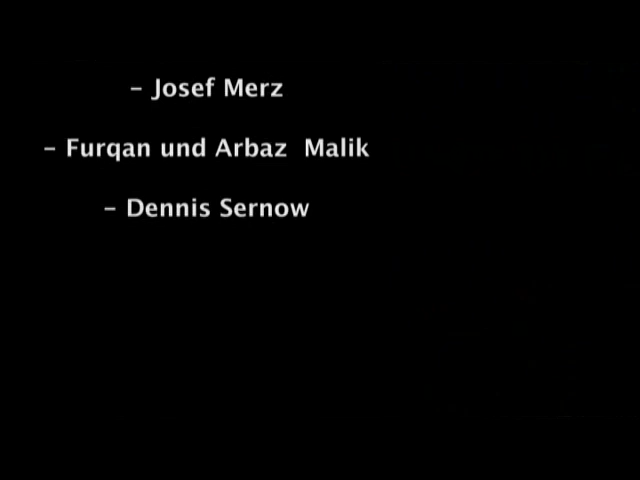 – Josef Merz
– Furqan und Arbaz Malik
– Dennis Sernow